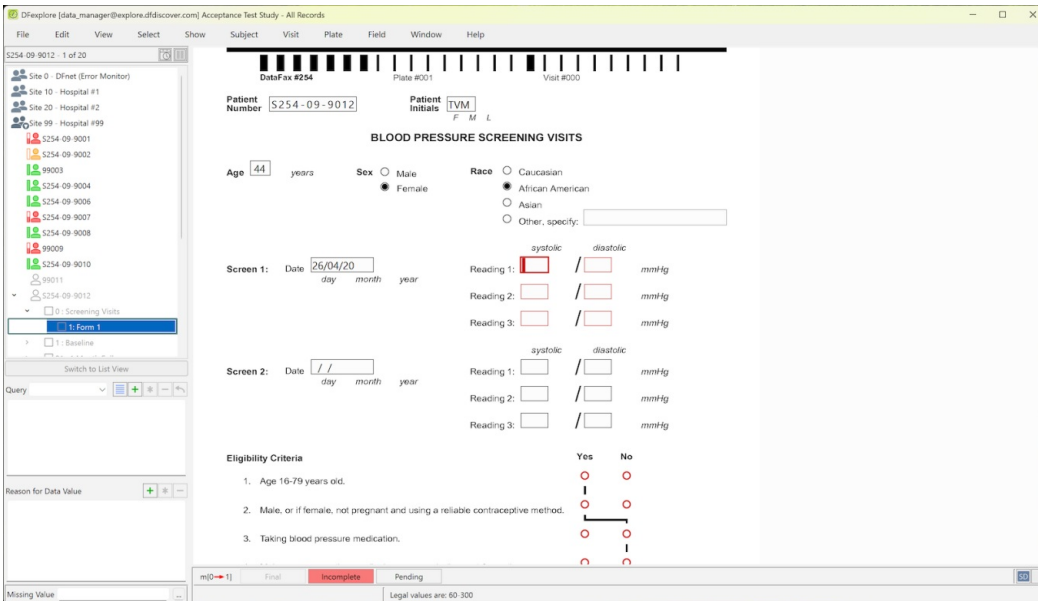 DFexplore [data_manager@explore.dfdiscover.com] Acceptance Test Study - All Records
File Edit View Select Show Subject Visit Plate Field Window Help
S254-09-9012 - 1 of 20
Site 0 - DFnet (Error Monitor)
Site 10 - Hospital #1
Site 20 - Hospital #2
Site 99 - Hospital #99
S254-09-9001
S254-09-9002
99003
S254-09-9004
S254-09-9006
S254-09-9007
S254-09-9008
99009
S254-09-9010
99011
S254-09-9012
0 : Screening Visits
1: Form 1
1 : Baseline
Switch to List View
Query
Reason for Data Value
Missing Value
DataFax #254 Plate #001 Visit #000
Patient Number S254-09-9012 Patient Initials TVM
F M L
BLOOD PRESSURE SCREENING VISITS
Age 44 years Sex Male Race Caucasian
Female African American
Asian
Other, specify:
systolic diastolic
Screen 1: Date 26/04/20 Reading 1: / mmHg
day month year
Reading 2: / mmHg
Reading 3: / mmHg
systolic diastolic
Screen 2: Date / / Reading 1: / mmHg
day month year
Reading 2: / mmHg
Reading 3: / mmHg
Eligibility Criteria Yes No
1. Age 16-79 years old.
2. Male, or if female, not pregnant and using a reliable contraceptive method.
3. Taking blood pressure medication.
m[0→1] Final Incomplete Pending SD
Legal values are: 60-300